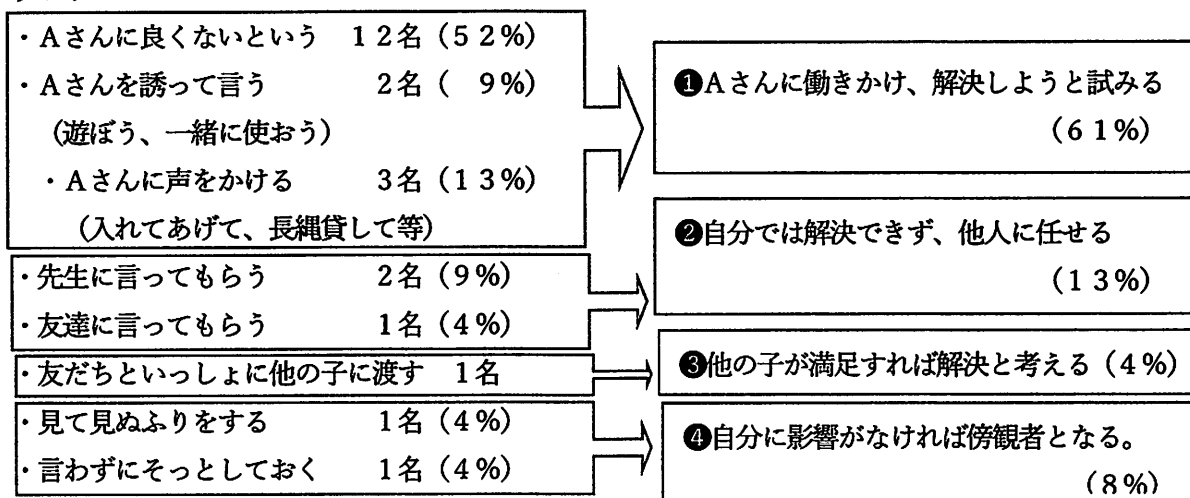 ・Aさんに良くないという　12名(52%)
・Aさんを誘って言う　2名(　9%)
(遊ぼう、一緒に使おう)
・Aさんに声をかける　3名(13%)
(入れてあげて、長縄貸して等)
・先生に言ってもらう　2名(9%)
・友達に言ってもらう　1名(4%)
・友だちといっしょに他の子に渡す　1名
・見て見ぬふりをする　1名(4%)
・言わずにそっとしておく　1名(4%)
❶Aさんに働きかけ、解決しようと試みる
(61%)
❷自分では解決できず、他人に任せる
(13%)
❸他の子が満足すれば解決と考える(4%)
❹自分に影響がなければ傍観者となる。
(8%)